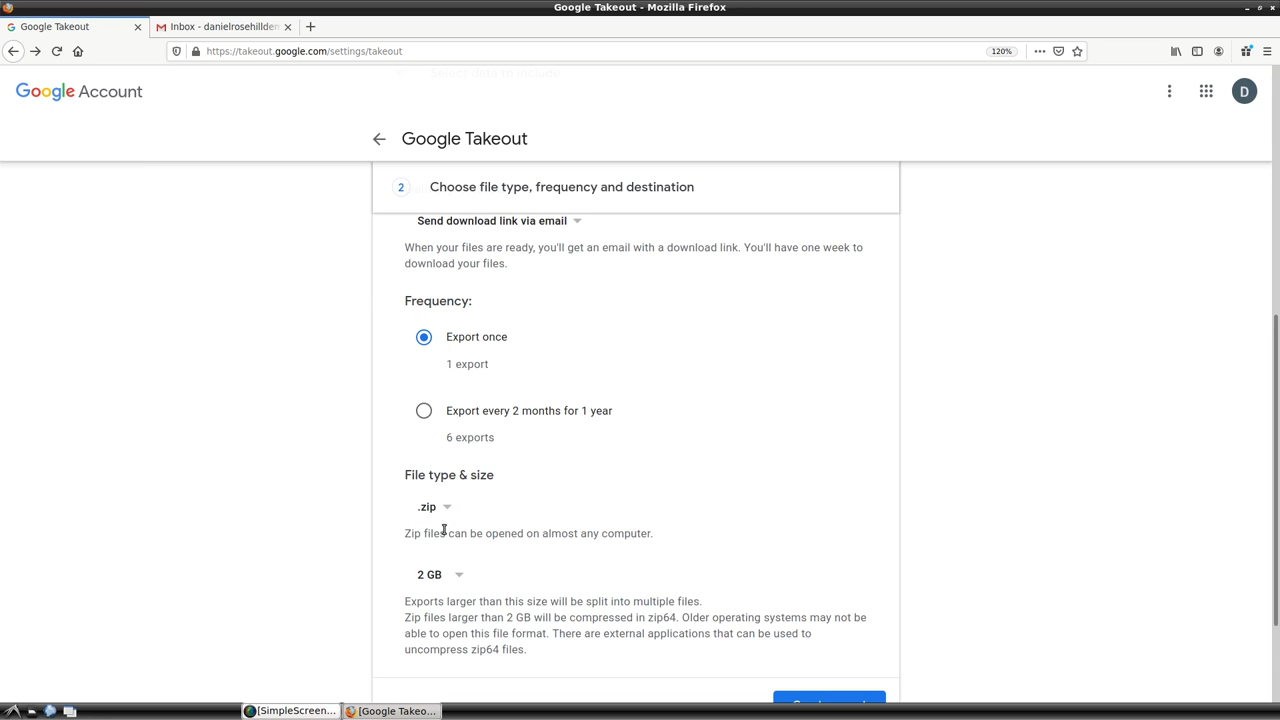 Google Takeout - Mozilla Firefox
Google Takeout
Inbox - danielrosehillder
https://takeout.google.com/settings/takeout
120%
Select data to include
Google Account
D
Google Takeout
2 Choose file type, frequency and destination
Send download link via email
When your files are ready, you'll get an email with a download link. You'll have one week to
download your files.
Frequency:
Export once
1 export
Export every 2 months for 1 year
6 exports
File type & size
.zip
Zip files can be opened on almost any computer.
2 GB
Exports larger than this size will be split into multiple files.
Zip files larger than 2 GB will be compressed in zip64. Older operating systems may not be
able to open this file format. There are external applications that can be used to
uncompress zip64 files.
[SimpleScreen...
[Google Takeo...